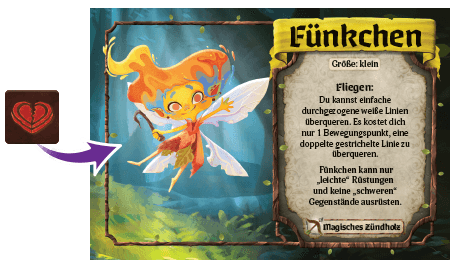 Fünkchen
Größe: klein
Fliegen:
Du kannst einfache
durchgezogene weiße Linien
überqueren. Es kostet dich
nur 1 Bewegungspunkt, eine
doppelte gestrichelte Linie zu
überqueren.
Fünkchen kann nur
„leichte“ Rüstungen
und keine „schweren“
Gegenstände ausrüsten.
Magisches Zündholz